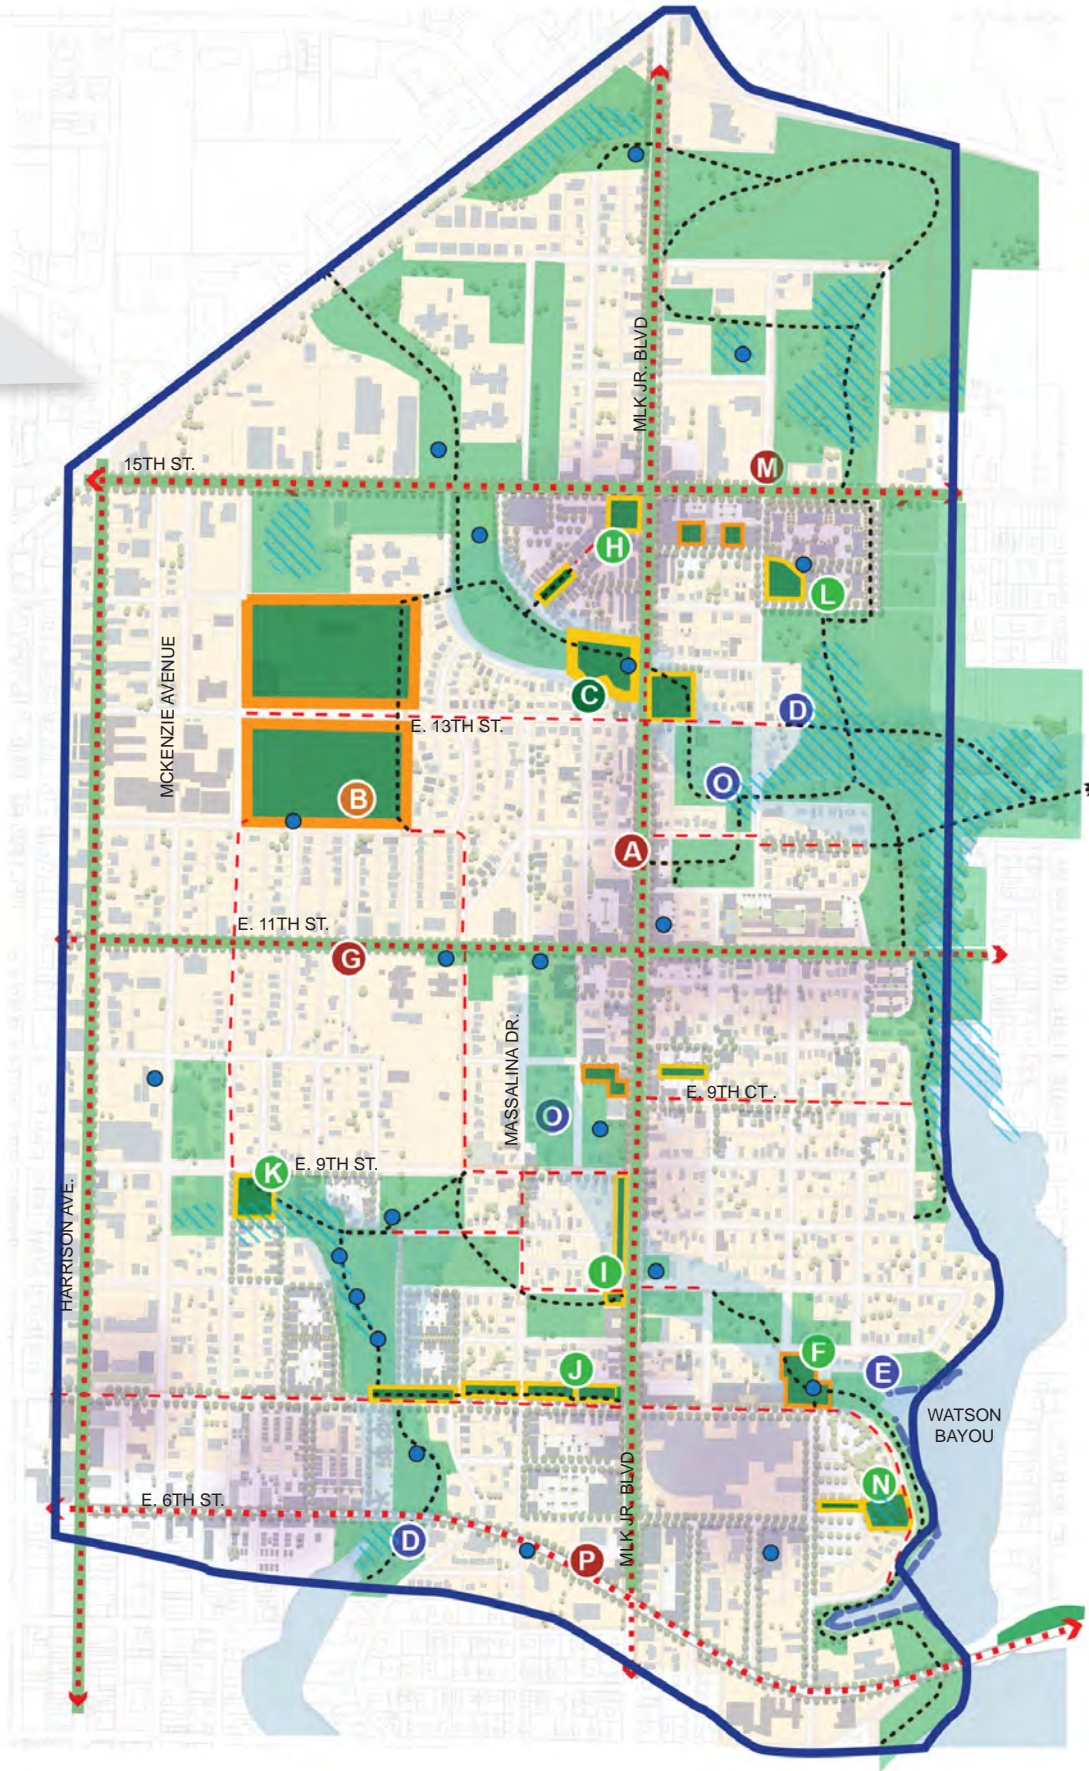 MLK JR. BLVD
15TH ST.
M
H
L
MCKENZIE AVENUE
C
D
E. 13TH ST.
O
B
A
E. 11TH ST.
G
MASSALINA DR.
E. 9TH CT .
O
E. 9TH ST.
K
HARRISON AVE.
I
F
J
E
WATSON
BAYOU
MLK JR. BLVD
N
E. 6TH ST.
D
P